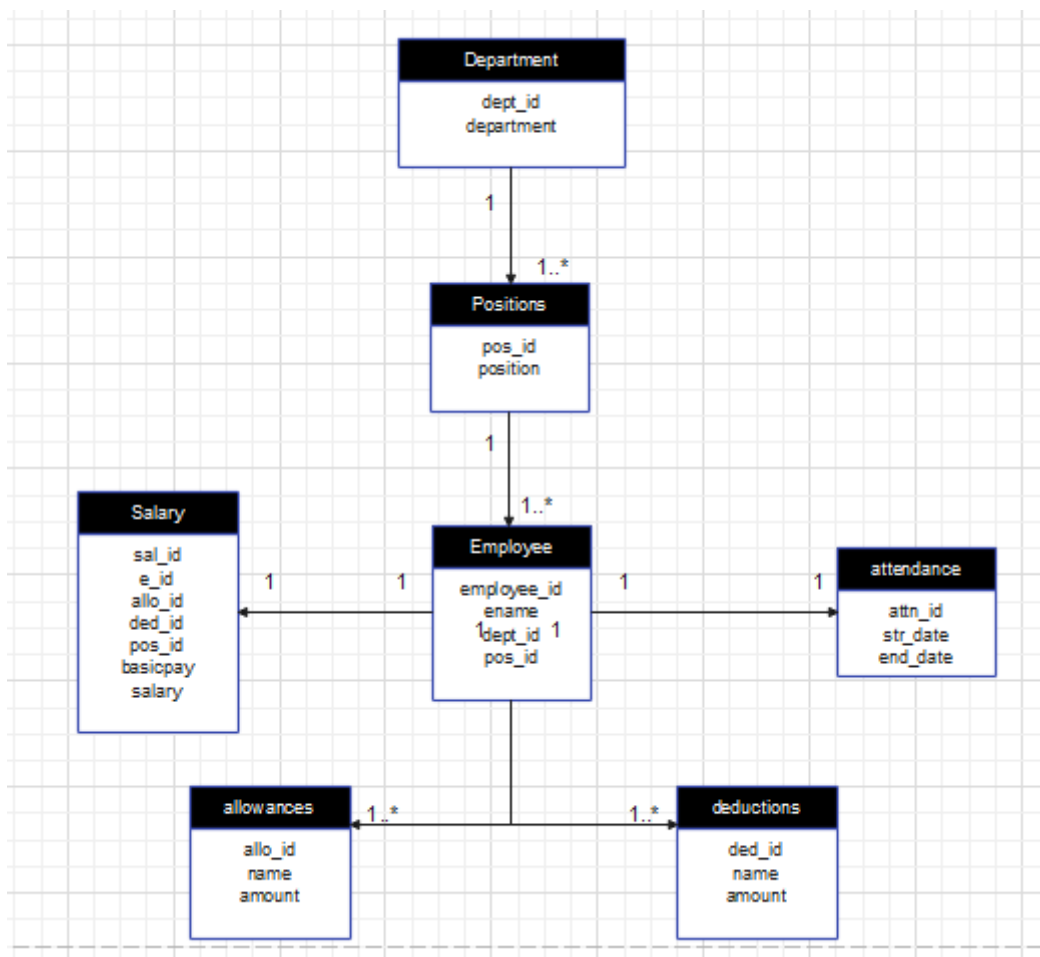 Department
dept_id
department
1
1..*
Positions
pos_id
position
1
1..*
Salary
sal_id
e_id
allo_id
ded_id
pos_id
basicpay
salary
1
1
Employee
employee_id
ename
dept_id
pos_id
1
1
1
1
attendance
attn_id
str_date
end_date
allowances
allo_id
name
amount
1..*
1..*
deductions
ded_id
name
amount